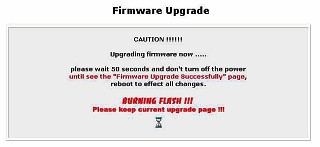 Firmware Upgrade
CAUTION !!!!!!
Upgrading firmware now .....
please wait 50 seconds and don't turn off the power
until see the "Firmware Upgrade Successfully" page,
reboot to effect all changes.
BURNING FLASH !!!
Please keep current upgrade page !!!